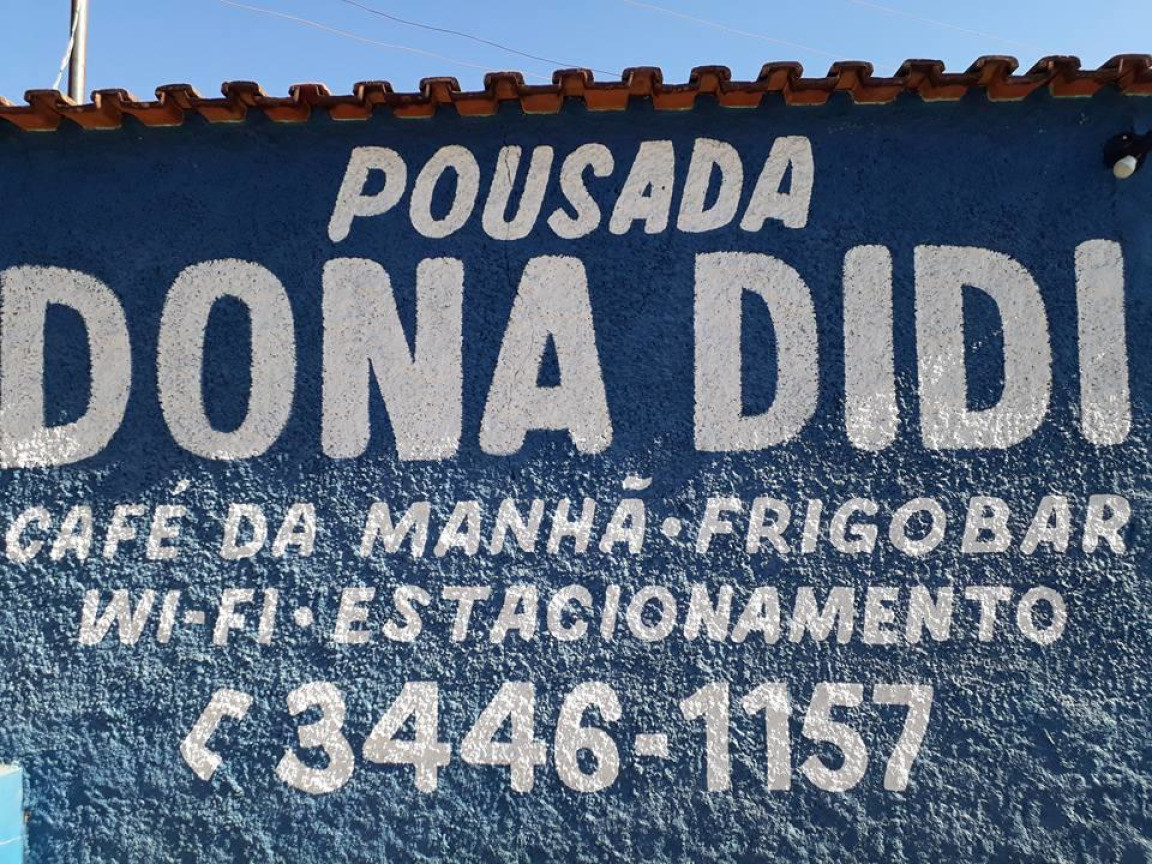 POUSADA
DONA DIDI
CAFÉ DA MANHÃ • FRIGOBAR
WI-FI • ESTACIONAMENTO
3446-1157